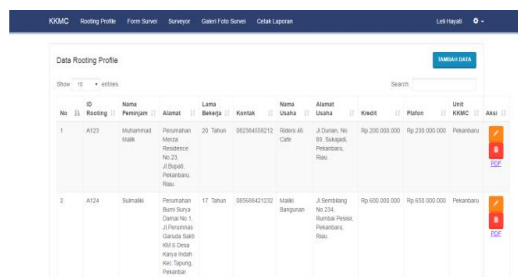 KKMC Rooting Profile Form Survei Surveyor Galeri Foto Survei Cetak Laporan Leli Hayati
Data Rooting Profile
TAMBAH DATA
Show 10 entries
Search:
No ID Rooting Nama Peminjam Alamat Lama Bekerja Kontak Nama Usaha Alamat Usaha Kredit Plafon Unit KKMC Aksi
1 A123 Muhammad Malik Perumahan Merza Residence No.23, Jl.Bupati, Pekanbaru, Riau. 20 Tahun 082384558212 Riders 46 Cafe Jl.Durian, No 89, Sukajadi, Pekanbaru, Riau. Rp.200.000.000 Rp.230.000.000 Pekanbaru
PDF
2 A124 Sulmaliki Perumahan Bumi Surya Damai No.1, Jl.Perumnas Garuda Sakti KM 6 Desa Karya Indah Kec.Tapung, Pekanbar 17 Tahun 085688421232 Maliki Bangunan Jl.Sembilang No.234, Rumbai Pesisir, Pekanbaru, Riau. Rp.600.000.000 Rp.650.000.000 Pekanbaru
PDF